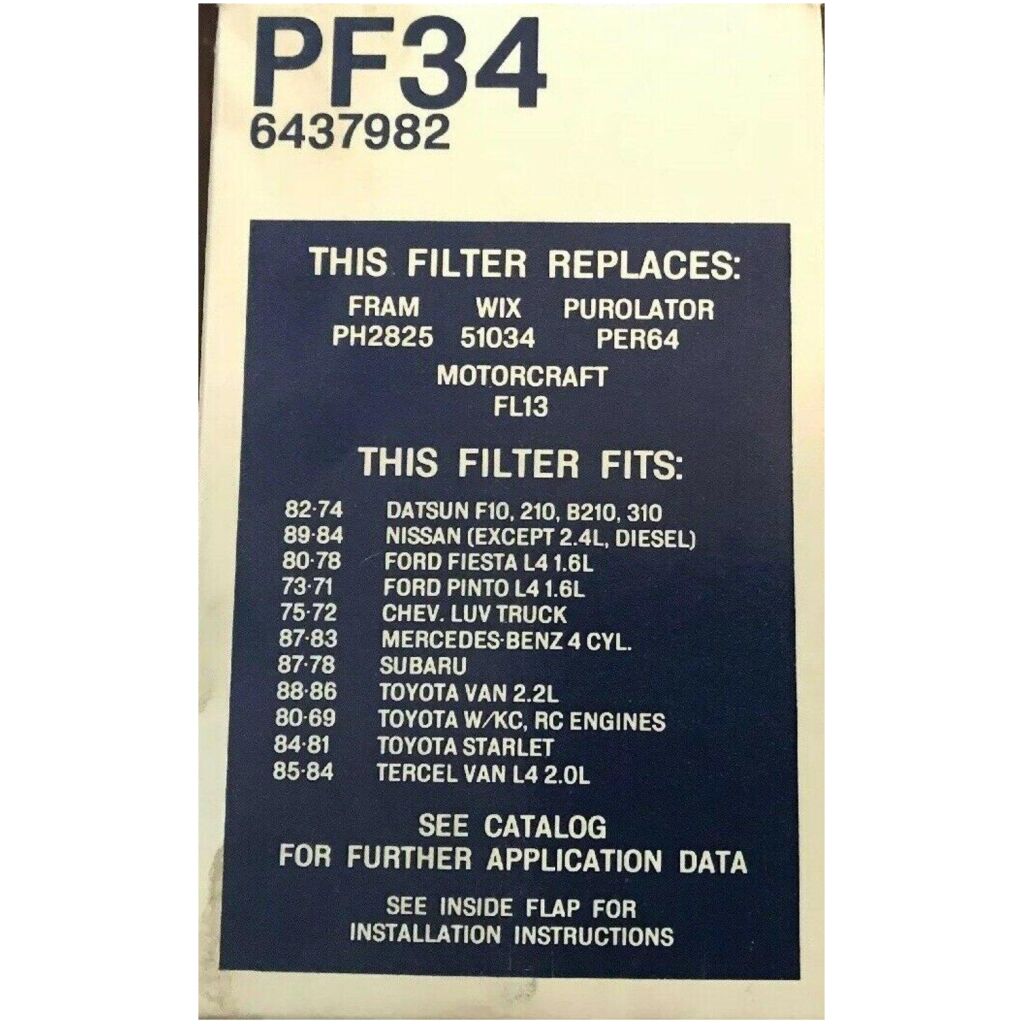 PF34
6437982
THIS FILTER REPLACES:
FRAM WIX PUROLATOR
PH2825 51034 PER64
MOTORCRAFT
FL13
THIS FILTER FITS:
82-74 DATSUN F10, 210, B210, 310
89-84 NISSAN (EXCEPT 2.4L, DIESEL)
80-78 FORD FIESTA L4 1.6L
73-71 FORD PINTO L4 1.6L
75-72 CHEV. LUV TRUCK
87-83 MERCEDES-BENZ 4 CYL.
87-78 SUBARU
88-86 TOYOTA VAN 2.2L
80-69 TOYOTA W/KC, RC ENGINES
84-81 TOYOTA STARLET
85-84 TERCEL VAN L4 2.0L
SEE CATALOG
FOR FURTHER APPLICATION DATA
SEE INSIDE FLAP FOR
INSTALLATION INSTRUCTIONS